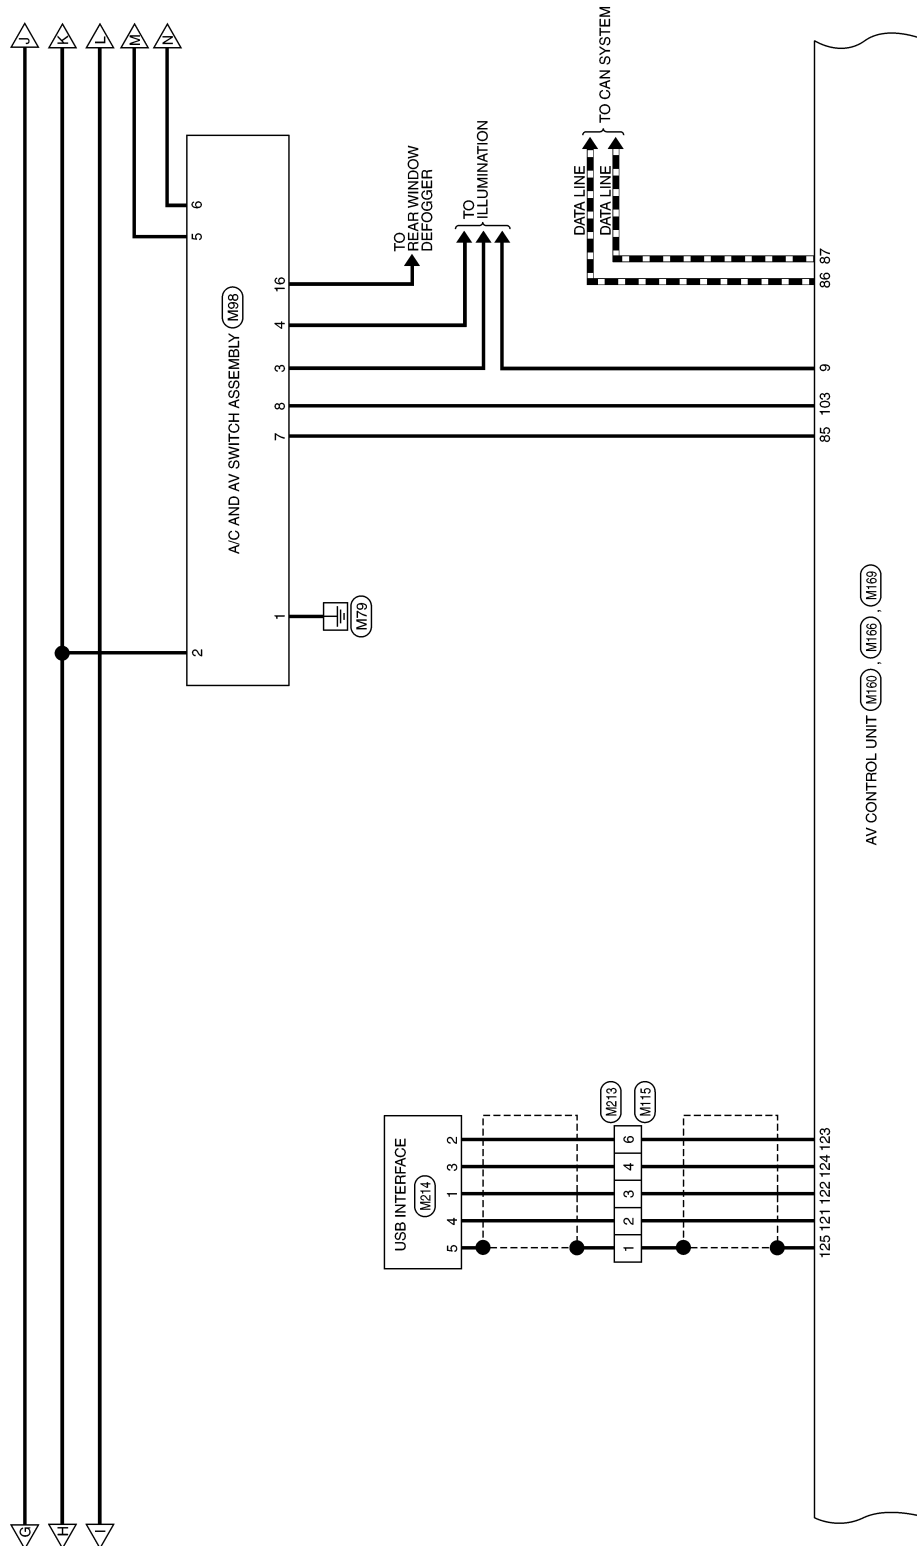 J
K
L
M
N
6
5
A/C AND AV SWITCH ASSEMBLY M98
16
4
3
8
7
1
2
M79
TO
REAR WINDOW
DEFOGGER
TO
ILLUMINATION
DATA LINE
DATA LINE
TO CAN SYSTEM
87
86
9
103
85
AV CONTROL UNIT M160 , M166 , M169
USB INTERFACE
M214
2
3
1
4
5
M213
M115
6
4
3
2
1
123
124
122
121
125
G
H
I